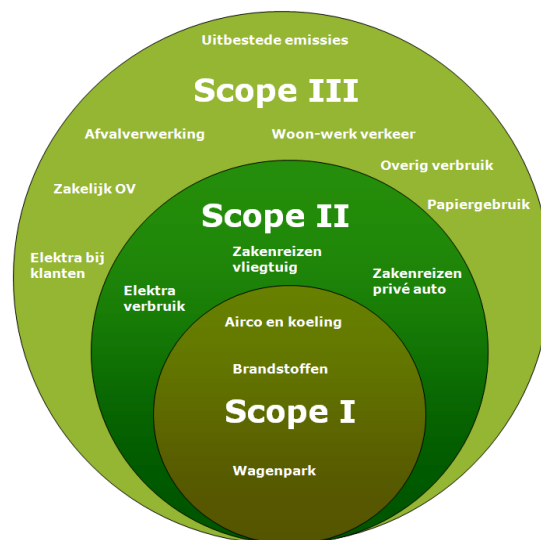 Uitbestede emissies
Scope III
Afvalverwerking
Woon-werk verkeer
Overig verbruik
Zakelijk OV
Papiergebruik
Scope II
Zakenreizen
vliegtuig
Elektra bij
klanten
Zakenreizen
privé auto
Elektra
verbruik
Airco en koeling
Brandstoffen
Scope I
Wagenpark